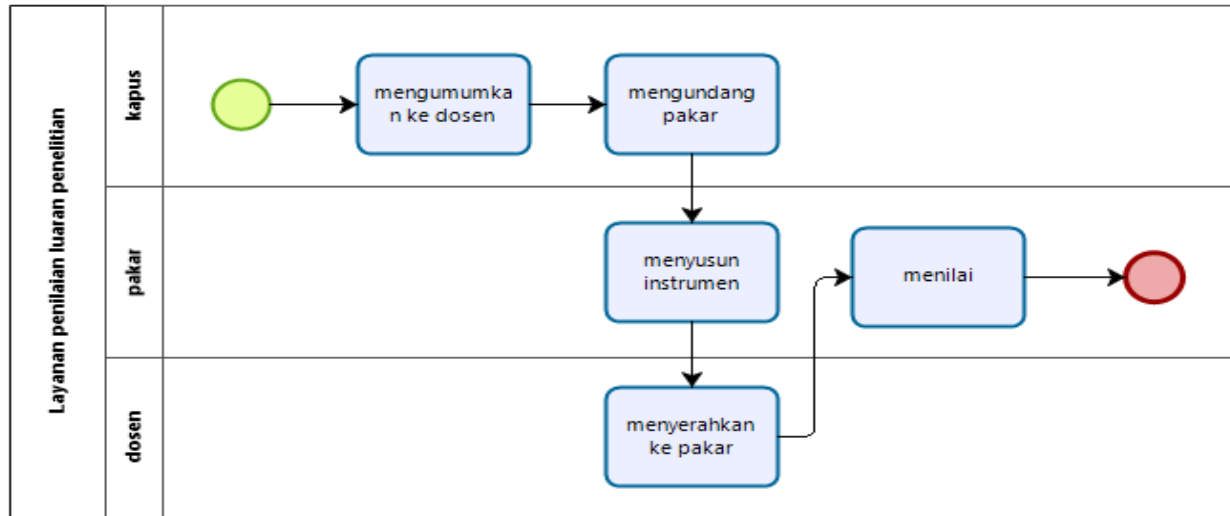 Layanan penilaian luaran penelitian
kapus
mengumumka
n ke dosen
mengundang
pakar
pakar
menyusun
instrumen
menilai
dosen
menyerahkan
ke pakar